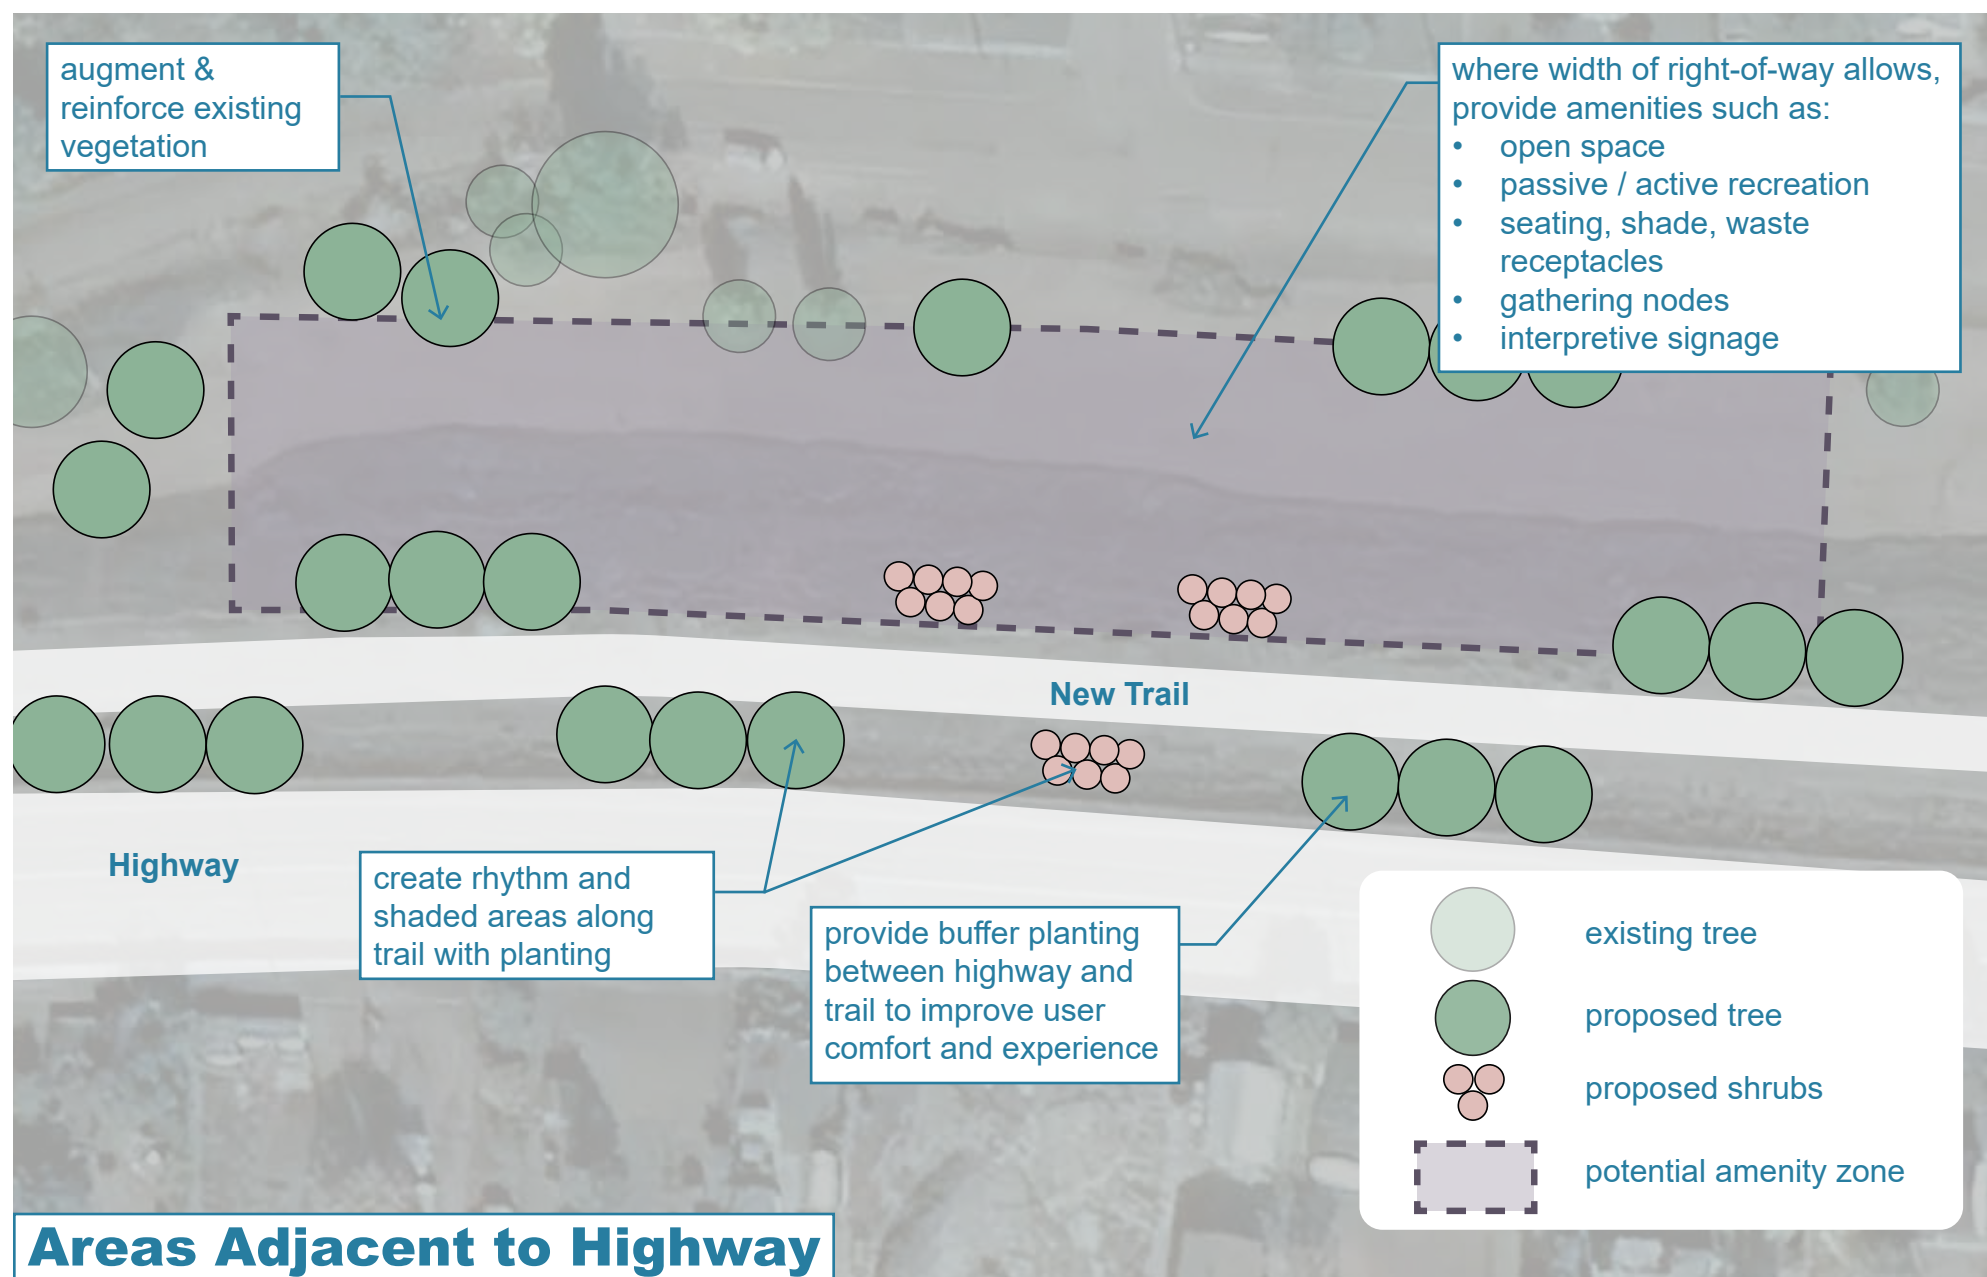 augment &
reinforce existing
vegetation
where width of right-of-way allows,
provide amenities such as:
• open space
• passive / active recreation
• seating, shade, waste
receptacles
• gathering nodes
• interpretive signage
New Trail
Highway
create rhythm and
shaded areas along
trail with planting
provide buffer planting
between highway and
trail to improve user
comfort and experience
existing tree
proposed tree
proposed shrubs
potential amenity zone
Areas Adjacent to Highway